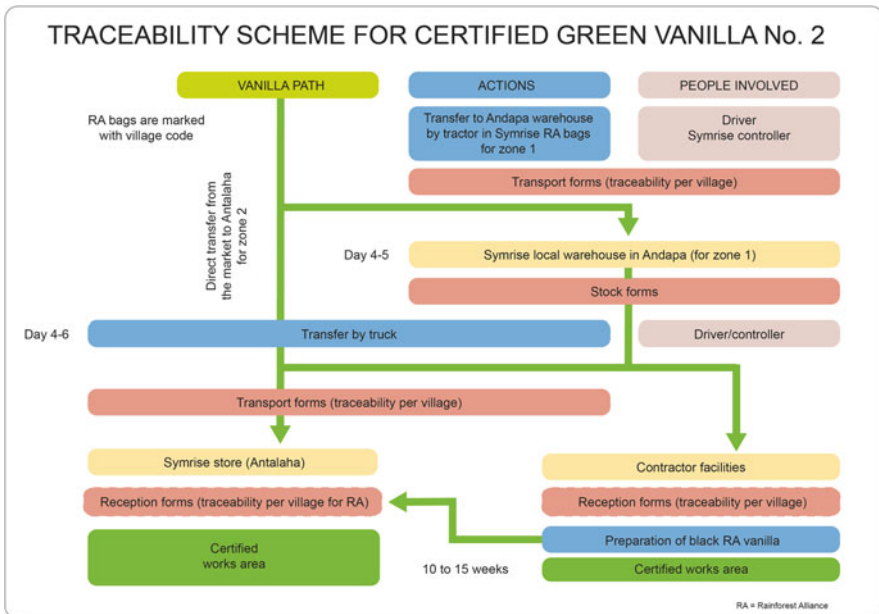 TRACEABILITY SCHEME FOR CERTIFIED GREEN VANILLA No. 2
VANILLA PATH
ACTIONS
PEOPLE INVOLVED
RA bags are marked
with village code
Transfer to Andapa warehouse
by tractor in Symrise RA bags
for zone 1
Driver
Symrise controller
Transport forms (traceability per village)
Direct transfer from
the market to Antalaha
for zone 2
Day 4-5
Symrise local warehouse in Andapa (for zone 1)
Stock forms
Day 4-6
Transfer by truck
Driver/controller
Transport forms (traceability per village)
Symrise store (Antalaha)
Contractor facilities
Reception forms (traceability per village for RA)
Reception forms (traceability per village)
Certified
works area
Preparation of black RA vanilla
10 to 15 weeks
Certified works area
RA = Rainforest Alliance